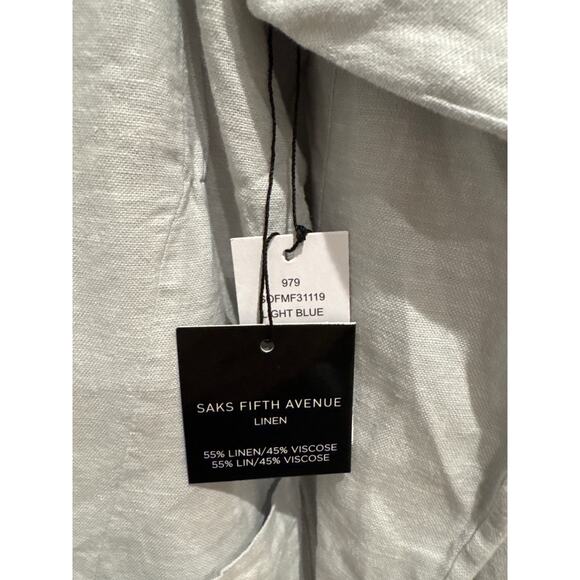 979
LIGHT BLUE
SAKS FIFTH AVENUE
LINEN
55% LINEN/45% VISCOSE
55% LIN/45% VISCOSE